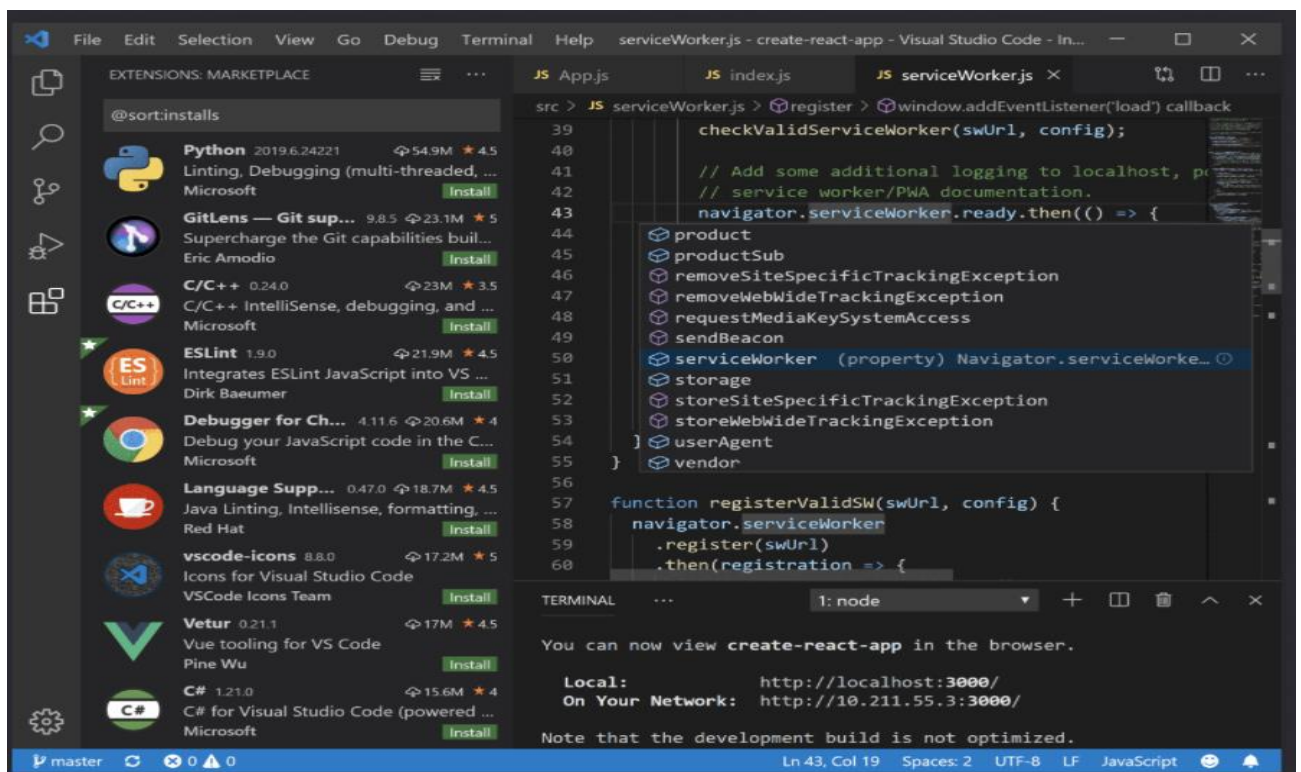 File Edit Selection View Go Debug Terminal Help serviceWorker.js - create-react-app - Visual Studio Code - In...
EXTENSIONS: MARKETPLACE
@sort:installs
Python 2019.6.24221 54.9M ★ 4.5
Linting, Debugging (multi-threaded, ...
Microsoft Install
GitLens — Git sup... 9.8.5 23.1M ★ 5
Supercharge the Git capabilities buil...
Eric Amodio Install
C/C++ 0.24.0 23M ★ 3.5
C/C++
C/C++ IntelliSense, debugging, and ...
Microsoft Install
ESLint 1.9.0 21.9M ★ 4.5
ES
Lint
Integrates ESLint JavaScript into VS ...
Dirk Baeumer Install
Debugger for Ch... 4.11.6 20.6M ★ 4
Debug your JavaScript code in the C...
Microsoft Install
Language Supp... 0.47.0 18.7M ★ 4.5
Java Linting, Intellisense, formatting, ...
Red Hat Install
vscode-icons 8.8.0 17.2M ★ 5
Icons for Visual Studio Code
VSCode Icons Team Install
Vetur 0.21.1 17M ★ 4.5
Vue tooling for VS Code
Pine Wu Install
C# 1.21.0 15.6M ★ 4
C#
C# for Visual Studio Code (powered ...
Microsoft Install
JS App.js JS index.js JS serviceWorker.js
src > JS serviceWorker.js > register > window.addEventListener('load') callback
39 checkValidServiceWorker(swUrl, config);
40
41 // Add some additional logging to localhost,
42 // service worker/PWA documentation.
43 navigator.serviceWorker.ready.then(() => {
44 product
45 productSub
46 removeSiteSpecificTrackingException
47 removeWebWideTrackingException
48 requestMediaKeySystemAccess
49 sendBeacon
50 serviceWorker (property) Navigator.serviceWorke...
51 storage
52 storeSiteSpecificTrackingException
53 storeWebWideTrackingException
54 } userAgent
55 } vendor
56
57 function registerValidSW(swUrl, config) {
58 navigator.serviceWorker
59 .register(swUrl)
60 .then(registration => {
TERMINAL ... 1: node
You can now view create-react-app in the browser.
Local: http://localhost:3000/
On Your Network: http://10.211.55.3:3000/
Note that the development build is not optimized.
master 0 0 Ln 43, Col 19 Spaces: 2 UTF-8 LF JavaScript